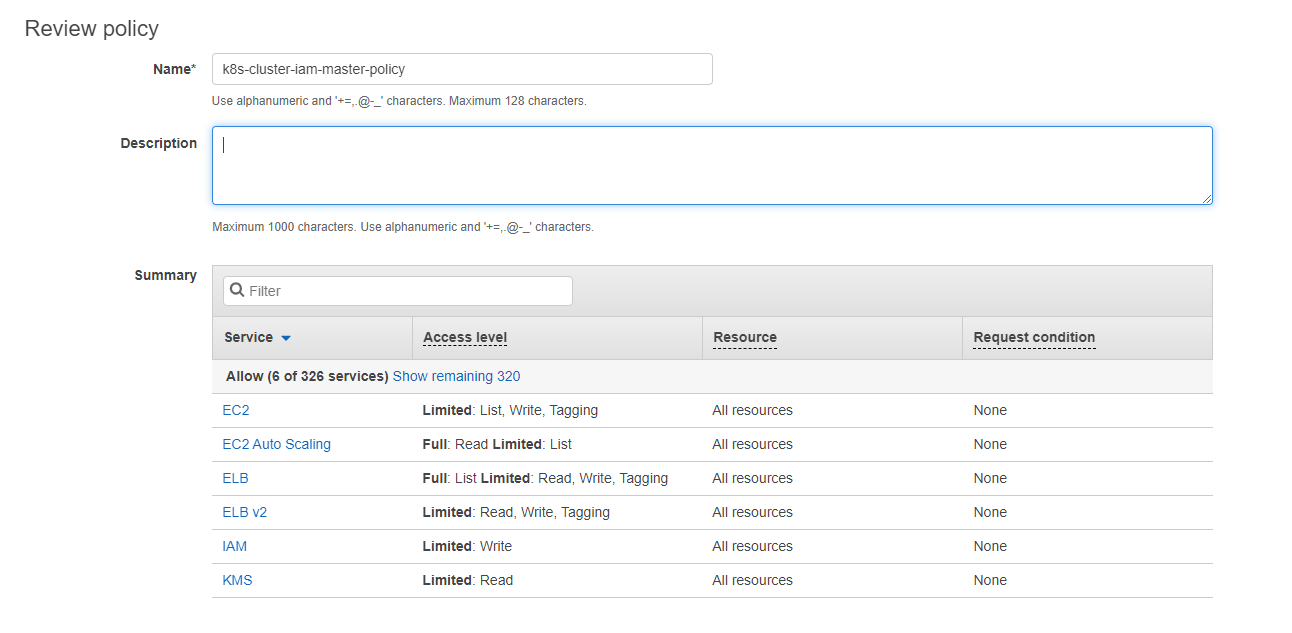 Review policy
Name*
k8s-cluster-iam-master-policy
Use alphanumeric and '+=,.@-_' characters. Maximum 128 characters.
Description
Maximum 1000 characters. Use alphanumeric and '+=,.@-_' characters.
Summary
Filter
Service Access level Resource Request condition
Allow (6 of 326 services) Show remaining 320
EC2 Limited: List, Write, Tagging All resources None
EC2 Auto Scaling Full: Read Limited: List All resources None
ELB Full: List Limited: Read, Write, Tagging All resources None
ELB v2 Limited: Read, Write, Tagging All resources None
IAM Limited: Write All resources None
KMS Limited: Read All resources None